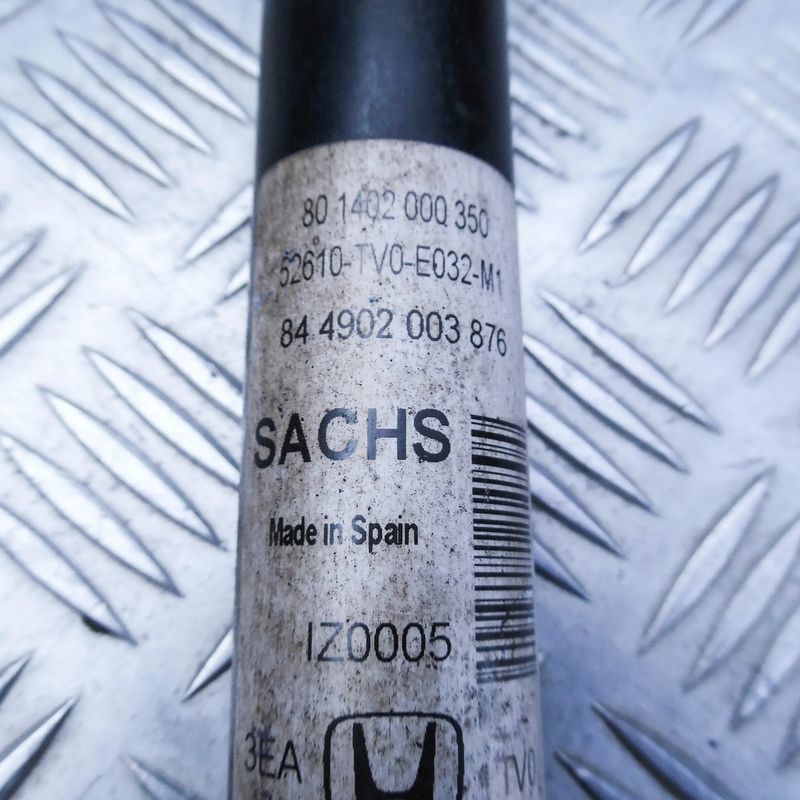 80 1402 000 350
52610-TV0-E032-M1
84 4902 003 876
SACHS
Made in Spain
IZ0005
3EA TV0